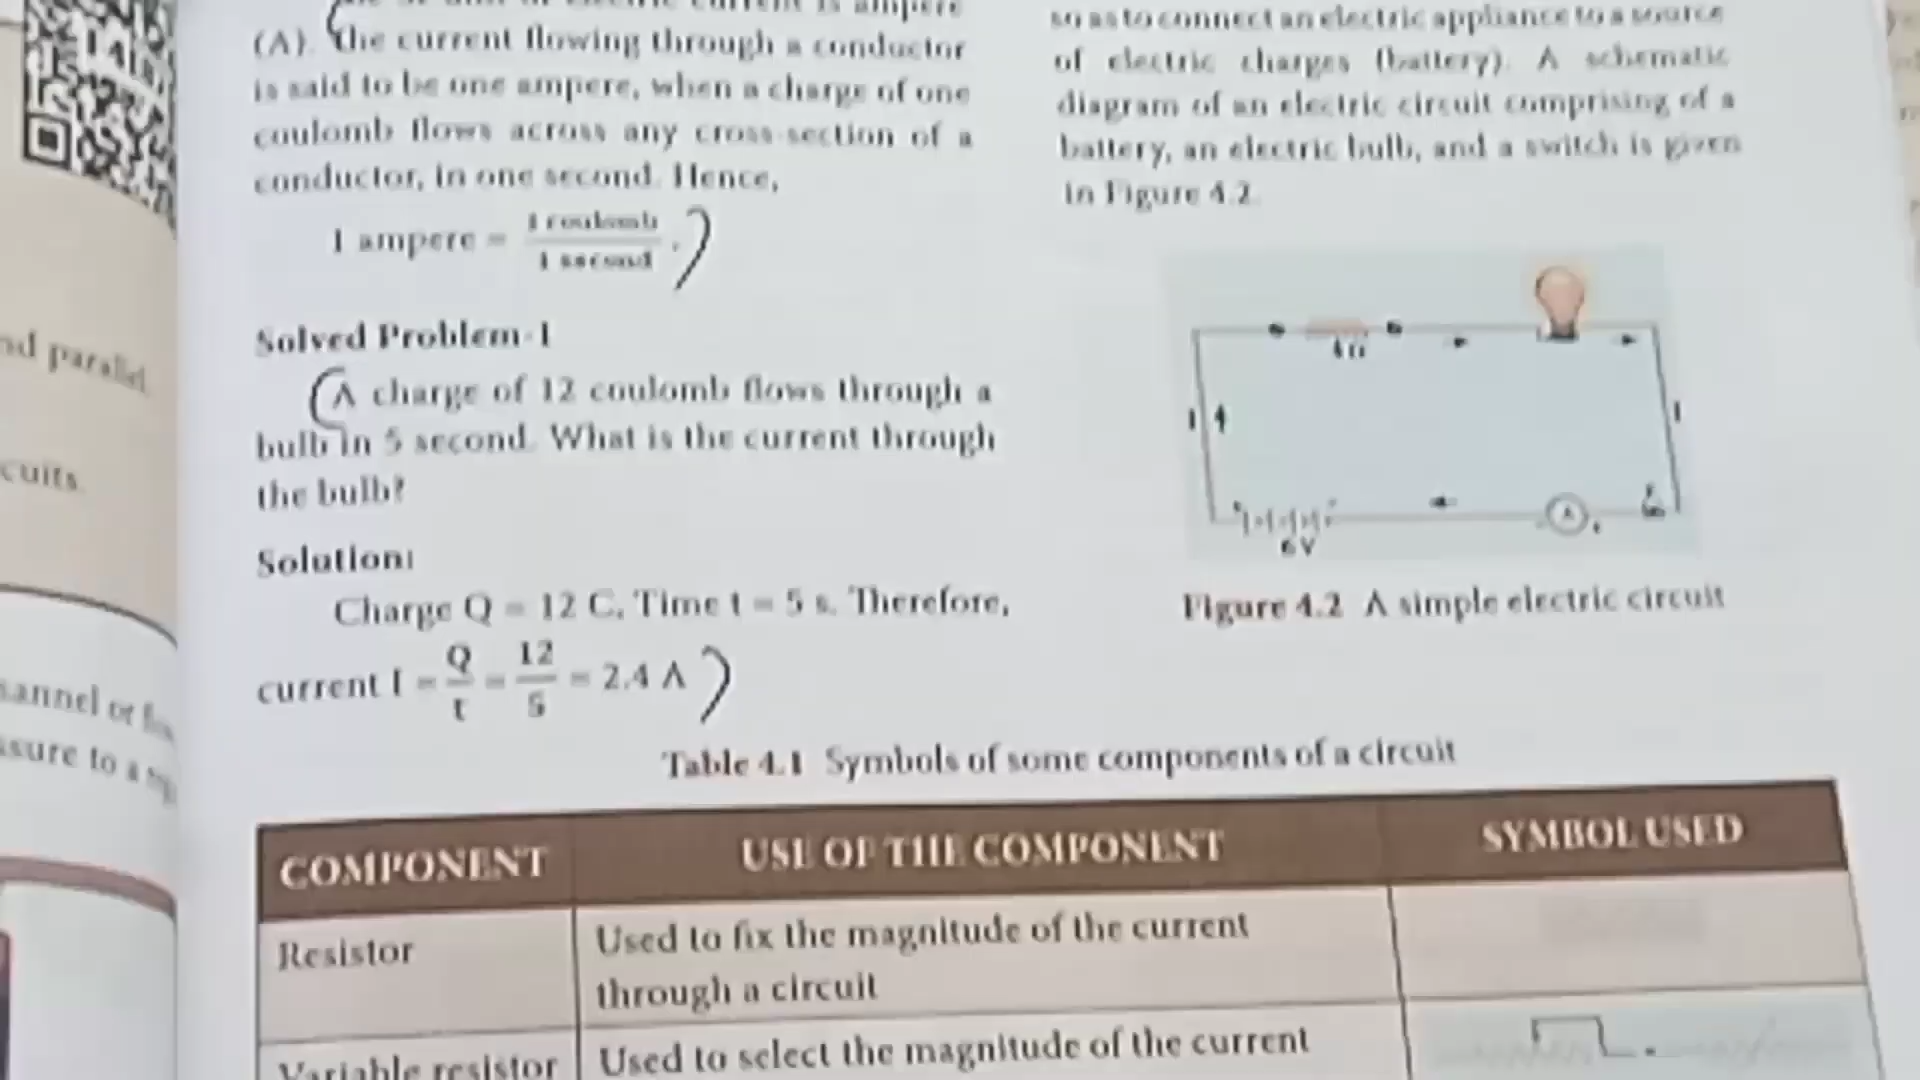 (A). The current flowing through a conductor
is said to be one ampere, when a charge of one
coulomb flows across any cross-section of a
conductor, in one second. Hence,
1 ampere = 1 coulomb / 1 second .
Solved Problem-1
A charge of 12 coulomb flows through a
bulb in 5 second. What is the current through
the bulb?
Solution:
Charge Q = 12 C, Time t = 5 s. Therefore,
current I = Q/t = 12/5 = 2.4 A
so as to connect an electric appliance to a source
of electric charges (battery). A schematic
diagram of an electric circuit comprising of a
battery, an electric bulb, and a switch is given
in Figure 4.2.
4 Ω
I
I
A
6 V
Figure 4.2 A simple electric circuit
Table 4.1 Symbols of some components of a circuit
COMPONENT USE OF THE COMPONENT SYMBOL USED
Resistor Used to fix the magnitude of the current
through a circuit
Variable resistor Used to select the magnitude of the current
nd parallel
cuits.
annel or
sure to a